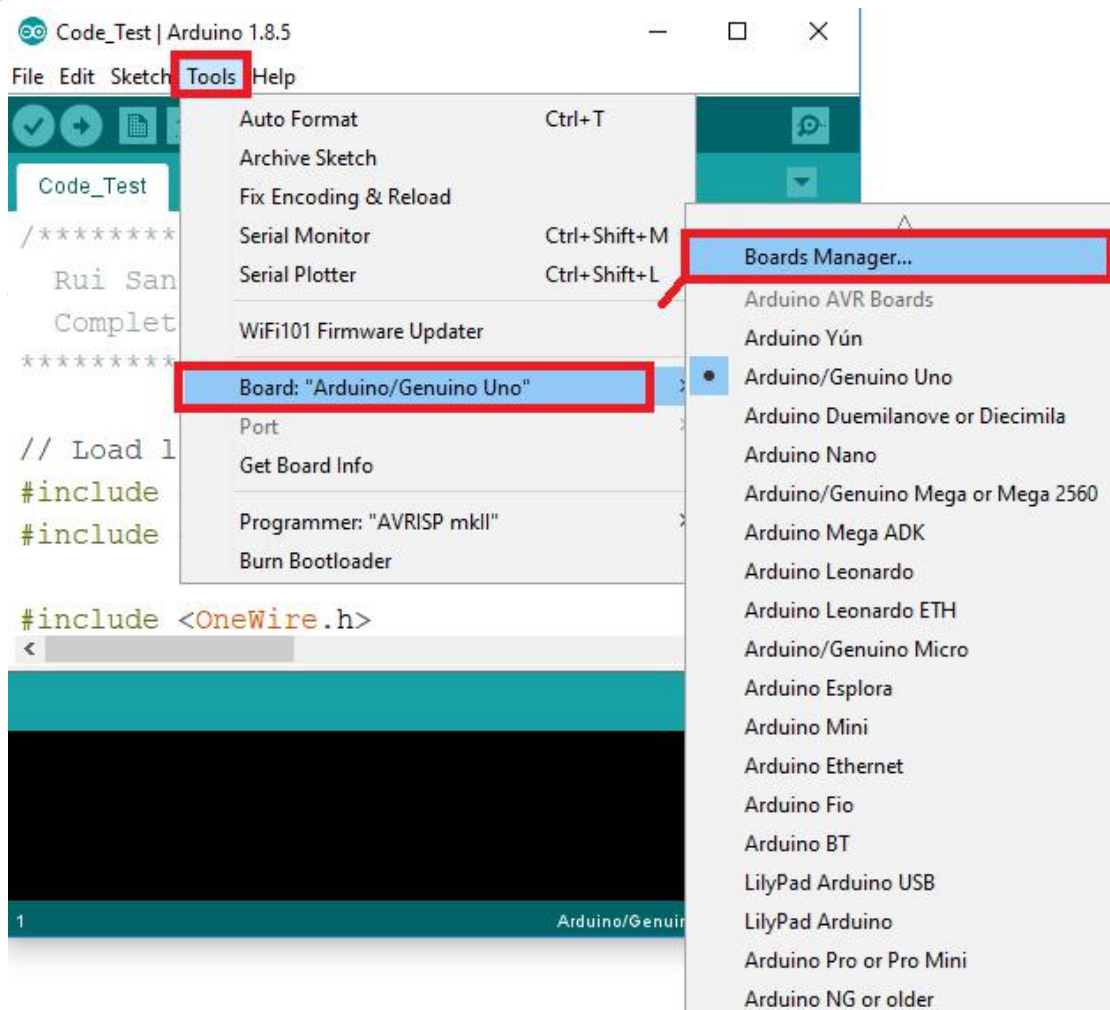 Code_Test | Arduino 1.8.5
File Edit Sketch Tools Help
Auto Format Ctrl+T
Archive Sketch
Code_Test
Fix Encoding & Reload
/********
Serial Monitor Ctrl+Shift+M
Boards Manager...
Rui San
Serial Plotter Ctrl+Shift+L
Arduino AVR Boards
Complet
WiFi101 Firmware Updater
Arduino Yún
*********
Board: "Arduino/Genuino Uno"
Arduino/Genuino Uno
Port
Arduino Duemilanove or Diecimila
// Load l
Get Board Info
Arduino Nano
#include
Arduino/Genuino Mega or Mega 2560
Programmer: "AVRISP mkII"
#include
Arduino Mega ADK
Burn Bootloader
Arduino Leonardo
#include <OneWire.h>
Arduino Leonardo ETH
Arduino/Genuino Micro
Arduino Esplora
Arduino Mini
Arduino Ethernet
Arduino Fio
Arduino BT
LilyPad Arduino USB
1
Arduino/Genuin
LilyPad Arduino
Arduino Pro or Pro Mini
Arduino NG or older